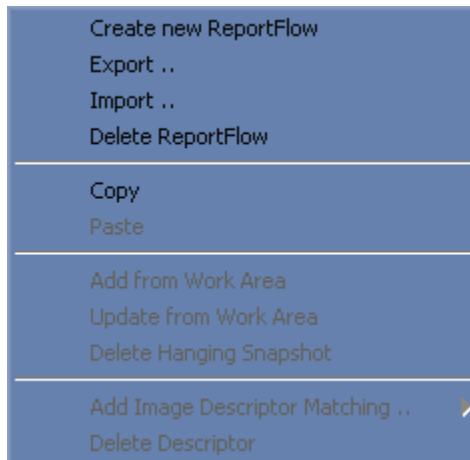 Create new ReportFlow
Export ..
Import ..
Delete ReportFlow
Copy
Paste
Add from Work Area
Update from Work Area
Delete Hanging Snapshot
Add Image Descriptor Matching ..
Delete Descriptor